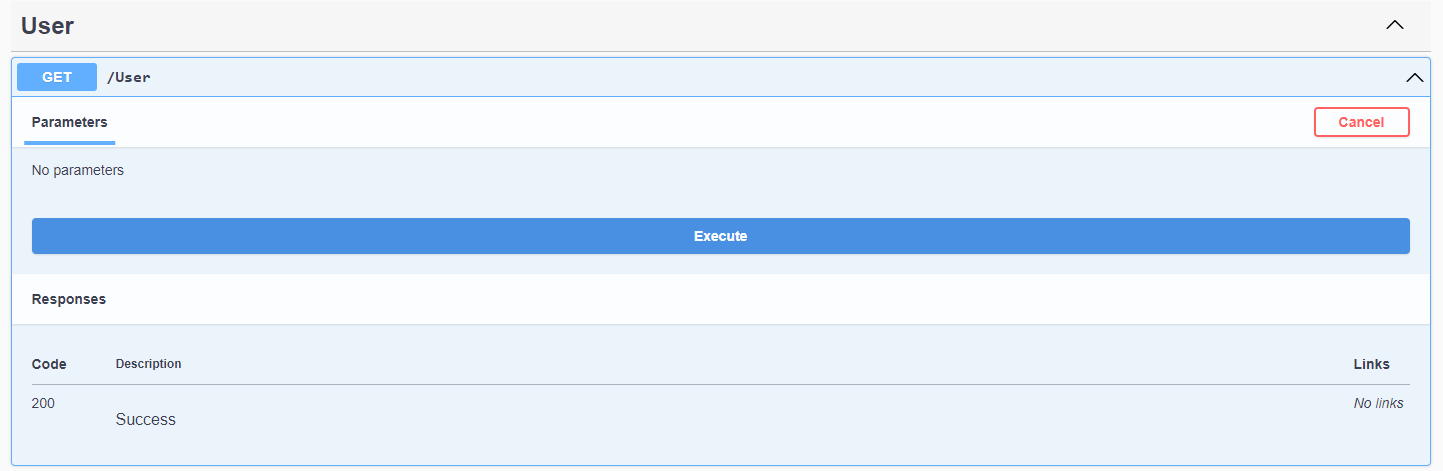 User
GET /User
Parameters Cancel
No parameters
Execute
Responses
Code Description Links
200 Success No links